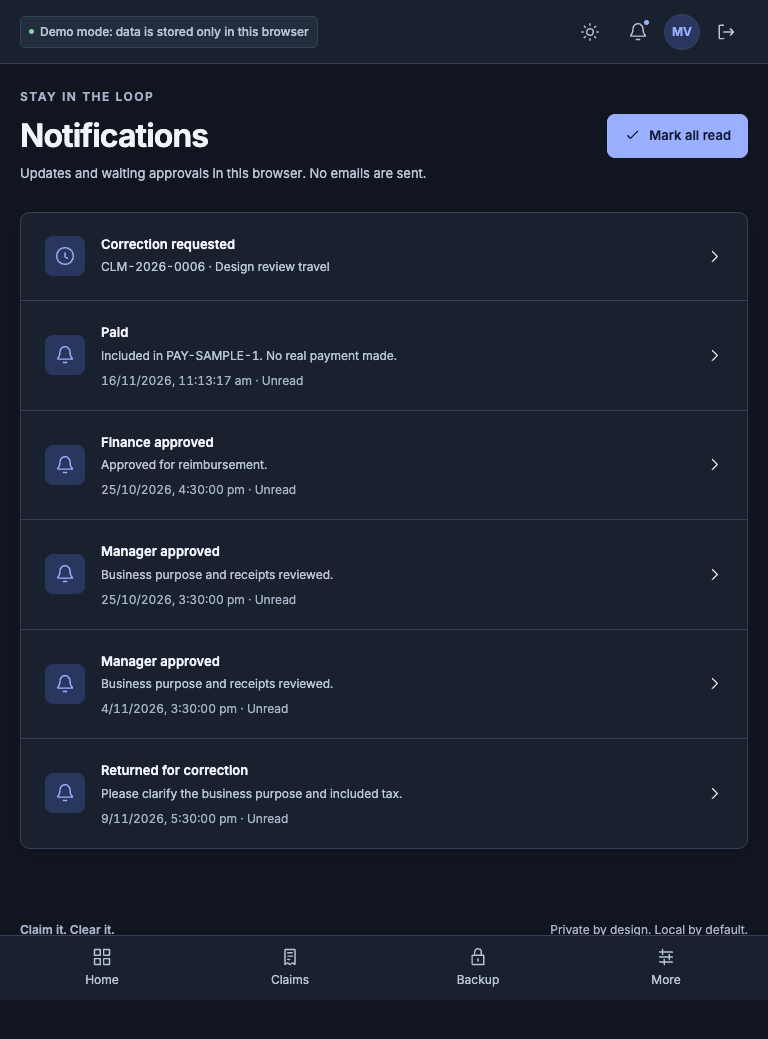 Demo mode: data is stored only in this browser
MV
STAY IN THE LOOP
Notifications
Mark all read
Updates and waiting approvals in this browser. No emails are sent.
Correction requested
CLM-2026-0006 · Design review travel
Paid
Included in PAY-SAMPLE-1. No real payment made.
16/11/2026, 11:13:17 am · Unread
Finance approved
Approved for reimbursement.
25/10/2026, 4:30:00 pm · Unread
Manager approved
Business purpose and receipts reviewed.
25/10/2026, 3:30:00 pm · Unread
Manager approved
Business purpose and receipts reviewed.
4/11/2026, 3:30:00 pm · Unread
Returned for correction
Please clarify the business purpose and included tax.
9/11/2026, 5:30:00 pm · Unread
Claim it. Clear it.
Private by design. Local by default.
Home
Claims
Backup
More